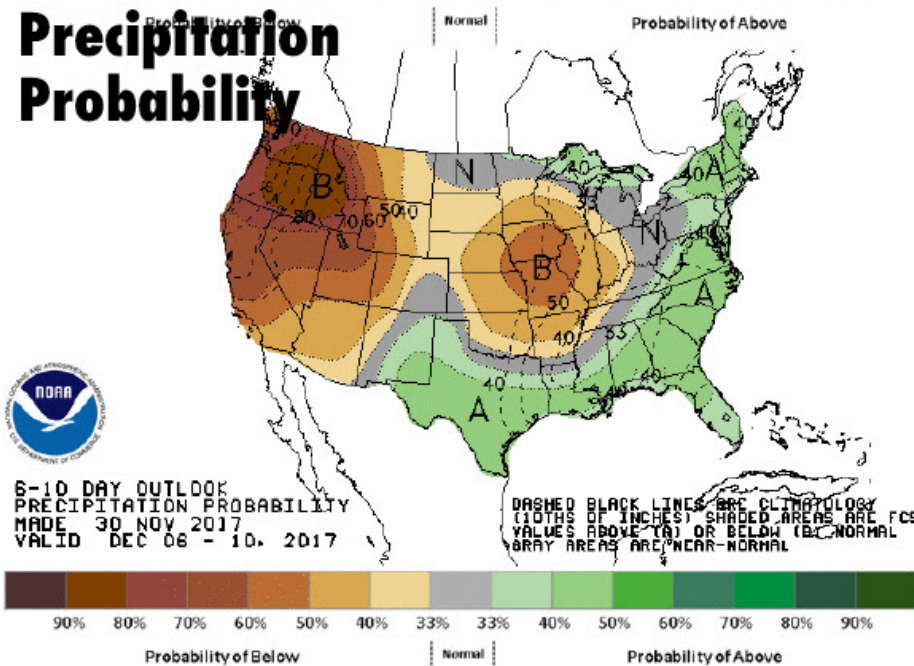 Probability of Below
Normal
Probability of Above
Precipitation
Probability
B
N
A
40
40
40
80
60
50
40
N
B
50
A
40
33
40
A
NOAA
6-10 DAY OUTLOOK
PRECIPITATION PROBABILITY
MADE 30 NOV 2017
VALID DEC 06 - 10, 2017
DASHED BLACK LINES ARE CLIMATOLOGY
(10THS OF INCHES) SHADED AREAS ARE FCS
VALUES ABOVE (A) OR BELOW (B) NORMAL
GRAY AREAS ARE NEAR-NORMAL
90% 80% 70% 60% 50% 40% 33% 33% 40% 50% 60% 70% 80% 90%
Probability of Below
Normal
Probability of Above